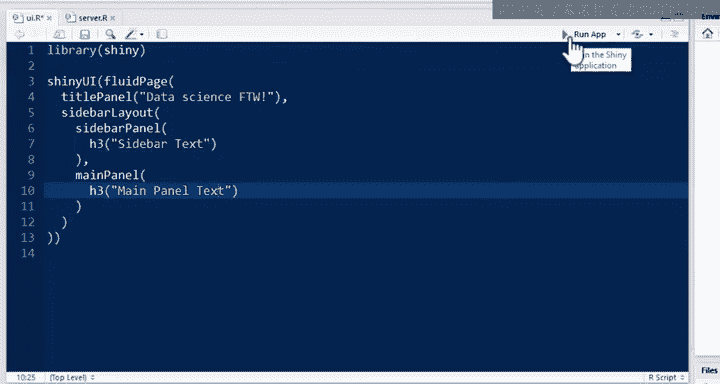 ui.R* × server.R ×
Envir
Run App
n the Shiny
application
1 library(shiny)
2
3 shinyUI(fluidPage(
4 titlePanel("Data science FTW!"),
5 sidebarLayout(
6 sidebarPanel(
7 h3("Sidebar Text")
8 ),
9 mainPanel(
10 h3("Main Panel Text")
11 )
12 )
13 ))
14
10:25 (Top Level) R Script
Files